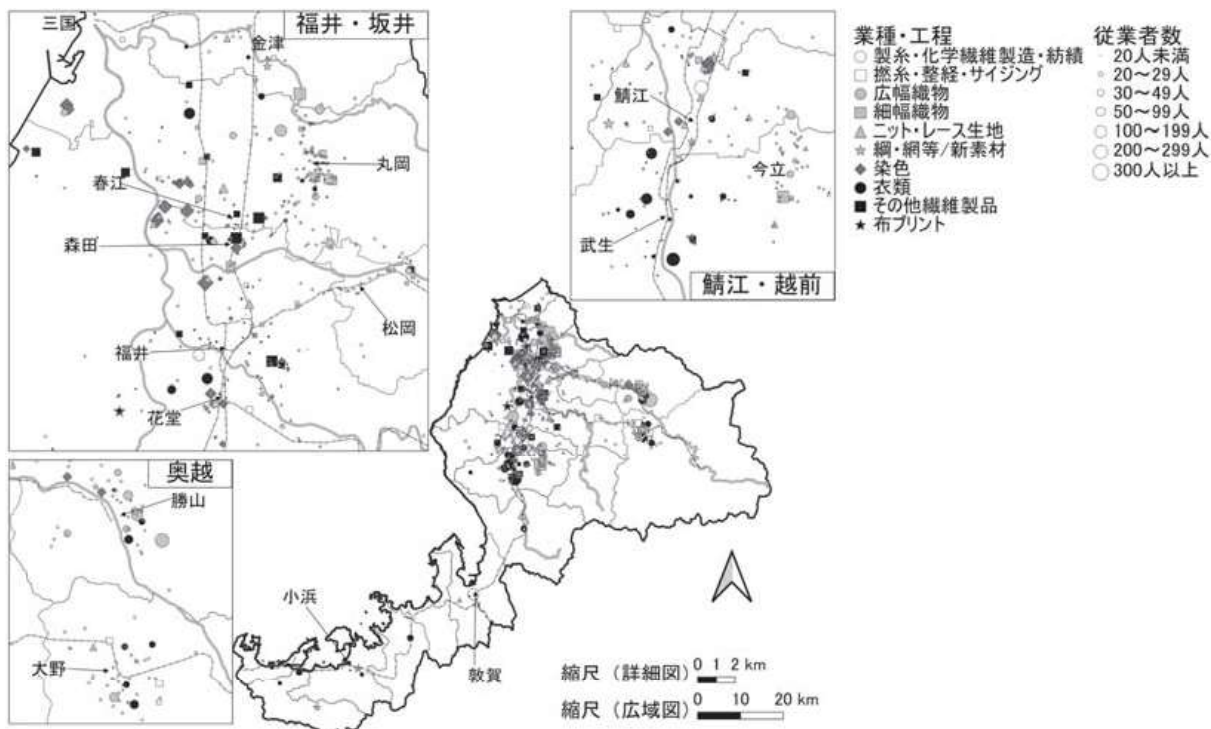 三国
福井・坂井
金津
丸岡
春江
森田
松岡
福井
花堂
鯖江
今立
武生
鯖江・越前
業種・工程
製糸・化学繊維製造・紡績
撚糸・整経・サイジング
広幅織物
細幅織物
ニット・レース生地
綱・網等/新素材
染色
衣類
その他繊維製品
布プリント
従業者数
20人未満
20～29人
30～49人
50～99人
100～199人
200～299人
300人以上
奥越
勝山
大野
小浜
敦賀
縮尺（詳細図） 0 1 2 km
縮尺（広域図） 0 10 20 km